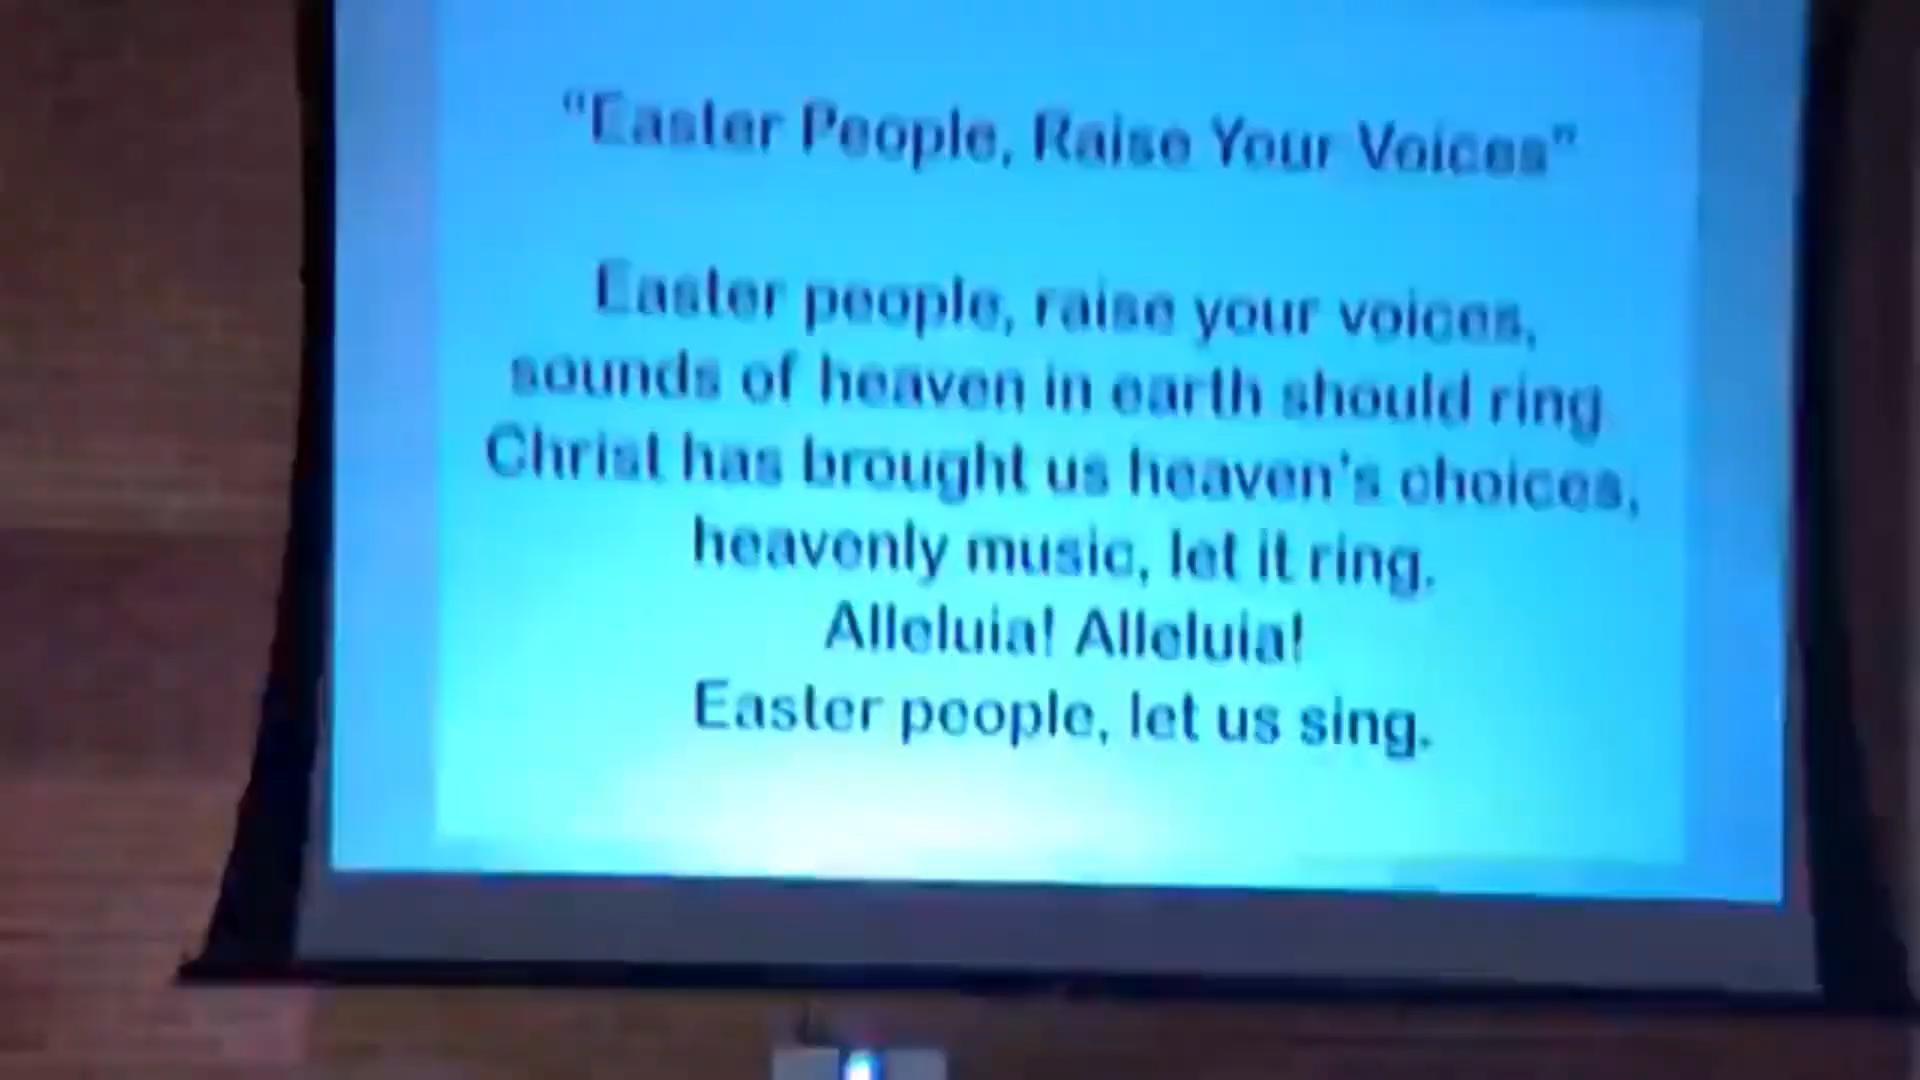 “Easter People, Raise Your Voices”
Easter people, raise your voices,
sounds of heaven in earth should ring
Christ has brought us heaven's choices,
heavenly music, let it ring.
Alleluia! Alleluia!
Easter people, let us sing.